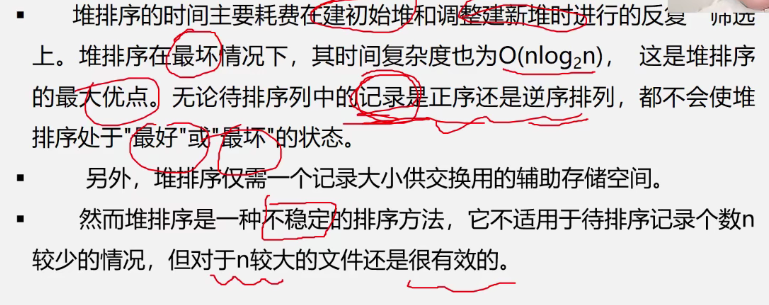 ▪ 堆排序的时间主要耗费在建初始堆和调整建新堆时进行的反复 筛选
上。堆排序在最坏情况下，其时间复杂度也为O(nlog₂n)， 这是堆排序
的最大优点。无论待排序列中的记录是正序还是逆序排列，都不会使堆
排序处于"最好"或"最坏"的状态。
▪ 另外，堆排序仅需一个记录大小供交换用的辅助存储空间。
▪ 然而堆排序是一种不稳定的排序方法，它不适用于待排序记录个数n
较少的情况，但对于n较大的文件还是很有效的。